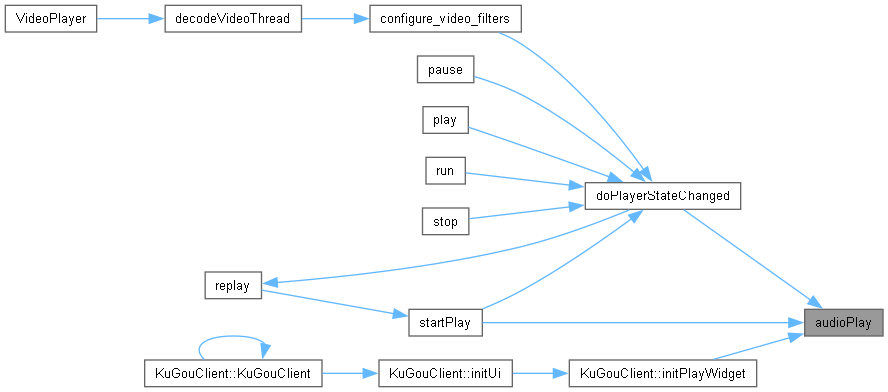 VideoPlayer
decodeVideoThread
configure_video_filters
pause
play
run
doPlayerStateChanged
stop
replay
startPlay
audioPlay
KuGouClient::KuGouClient
KuGouClient::initUi
KuGouClient::initPlayWidget